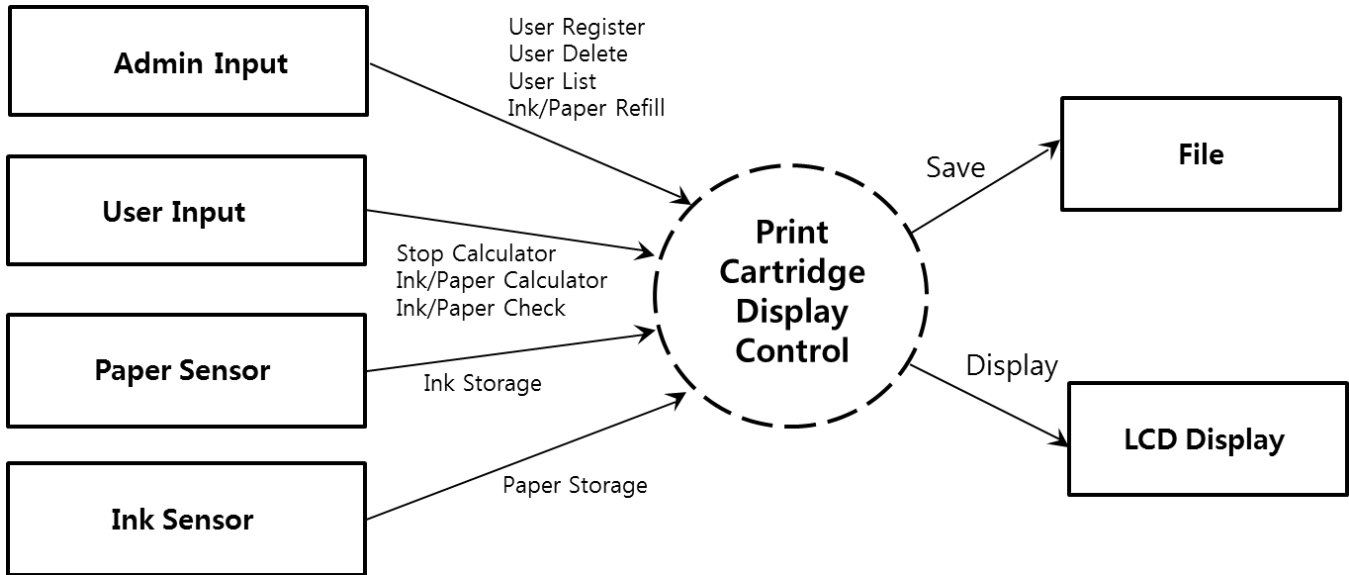 Admin Input
User Register
User Delete
User List
Ink/Paper Refill
User Input
Stop Calculator
Ink/Paper Calculator
Ink/Paper Check
Paper Sensor
Ink Storage
Ink Sensor
Paper Storage
Print
Cartridge
Display
Control
Save
File
Display
LCD Display